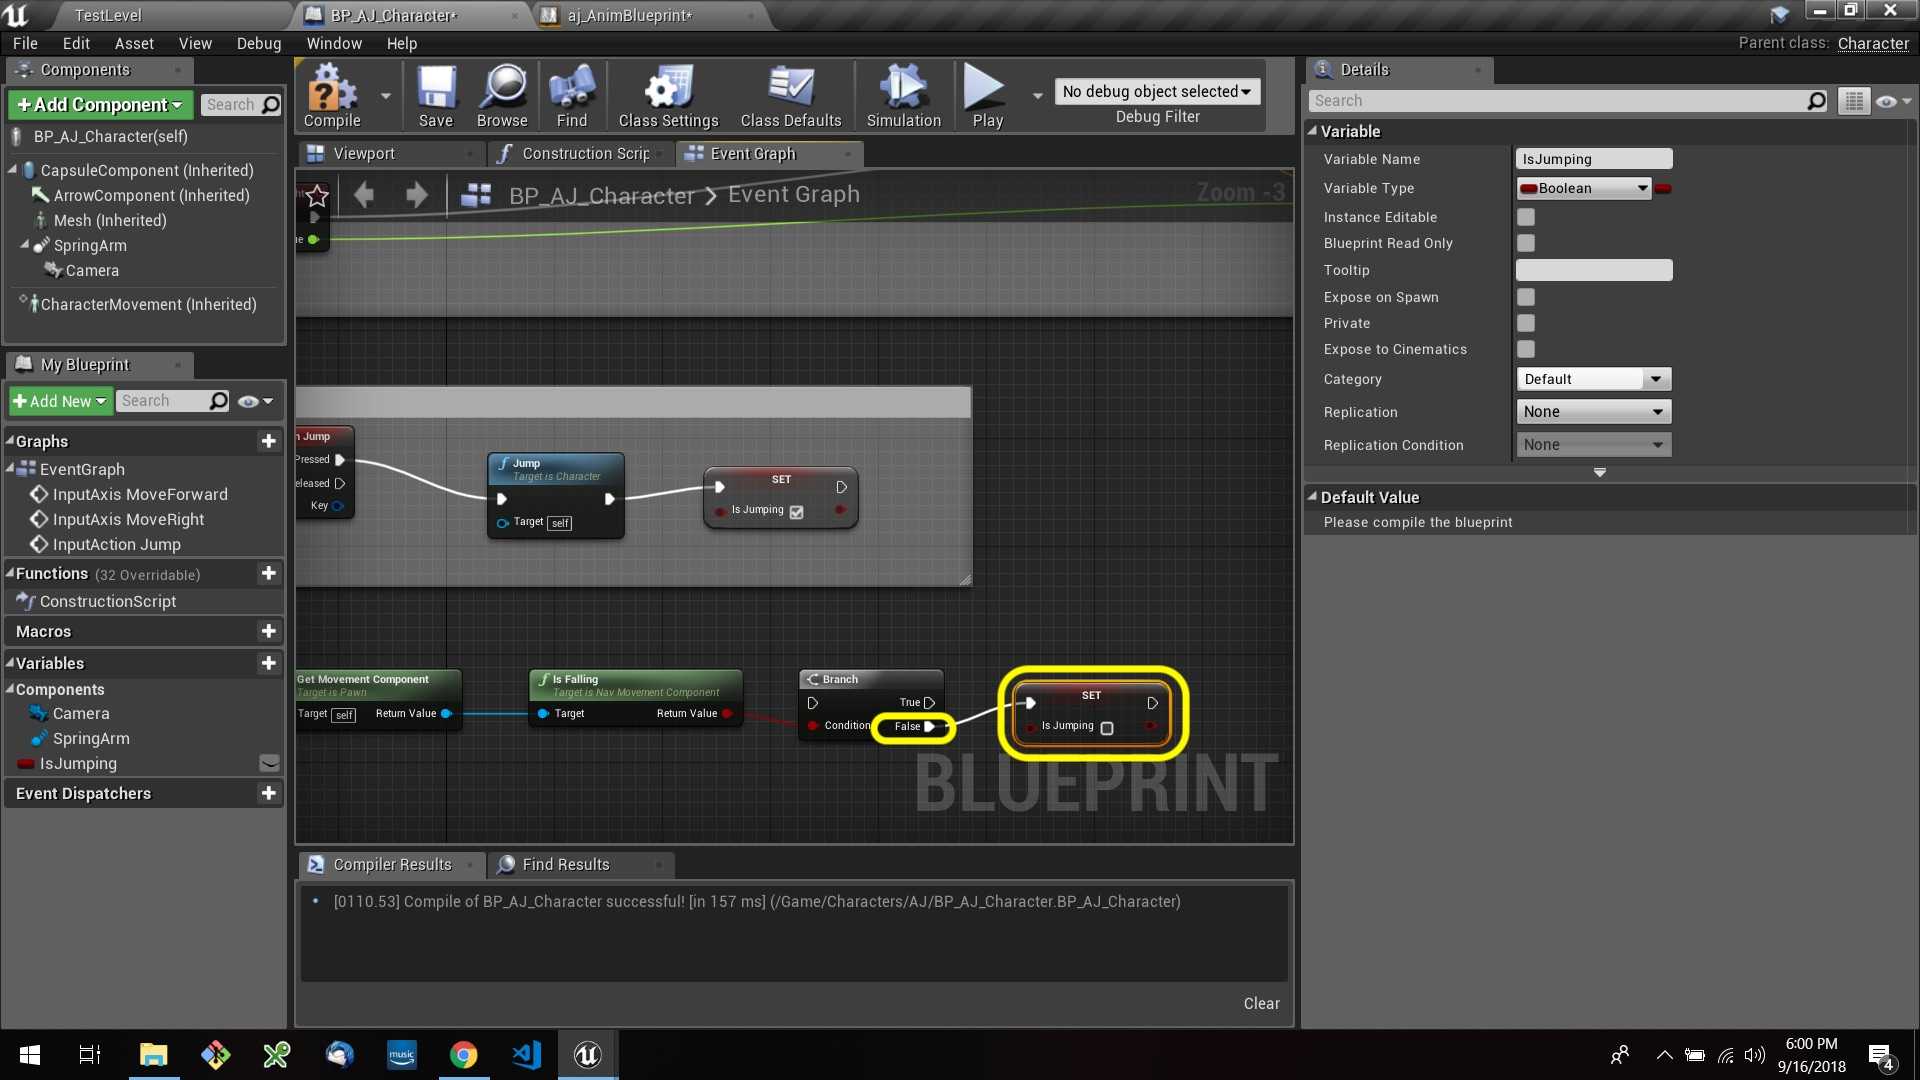 TestLevel
BP_AJ_Character*
aj_AnimBlueprint*
File Edit Asset View Debug Window Help
Parent class: Character
Components
+Add Component
Search
BP_AJ_Character(self)
CapsuleComponent (Inherited)
ArrowComponent (Inherited)
Mesh (Inherited)
SpringArm
Camera
CharacterMovement (Inherited)
My Blueprint
+Add New
Search
Graphs
EventGraph
InputAxis MoveForward
InputAxis MoveRight
InputAction Jump
Functions (32 Overridable)
ConstructionScript
Macros
Variables
Components
Camera
SpringArm
IsJumping
Event Dispatchers
Compile
Save
Browse
Find
Class Settings
Class Defaults
Simulation
Play
No debug object selected
Debug Filter
Viewport
Construction Scrip
Event Graph
BP_AJ_Character > Event Graph
Zoom -3
Jump
Pressed
eleased
Key
Jump
Target is Character
Target self
SET
Is Jumping
Get Movement Component
Target is Pawn
Target self Return Value
Is Falling
Target is Nav Movement Component
Target Return Value
Branch
True
Condition False
SET
Is Jumping
BLUEPRINT
Compiler Results
Find Results
[0110.53] Compile of BP_AJ_Character successful! [in 157 ms] (/Game/Characters/AJ/BP_AJ_Character.BP_AJ_Character)
Clear
Details
Search
Variable
Variable Name IsJumping
Variable Type Boolean
Instance Editable
Blueprint Read Only
Tooltip
Expose on Spawn
Private
Expose to Cinematics
Category Default
Replication None
Replication Condition None
Default Value
Please compile the blueprint
music
6:00 PM
9/16/2018
4